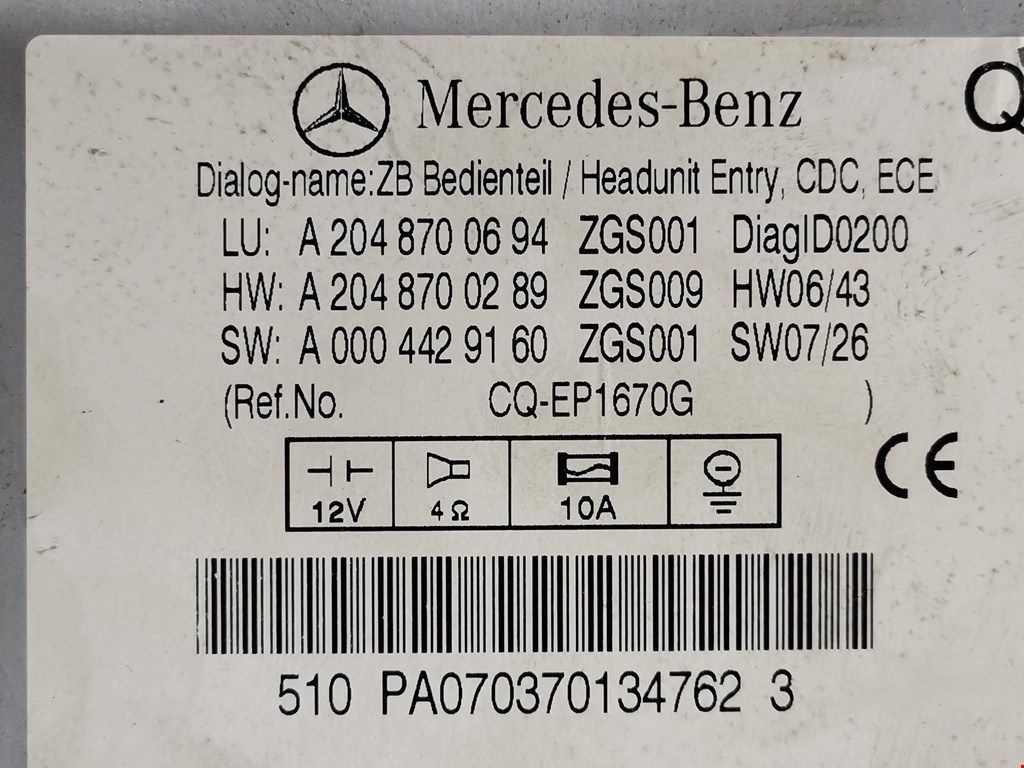 Mercedes-Benz
Q
Dialog-name:ZB Bedienteil / Headunit Entry, CDC, ECE
LU: A 204 870 06 94 ZGS001 DiagID0200
HW: A 204 870 02 89 ZGS009 HW06/43
SW: A 000 442 91 60 ZGS001 SW07/26
(Ref.No. CQ-EP1670G )
12V 4Ω 10A
CE
510 PA070370134762 3